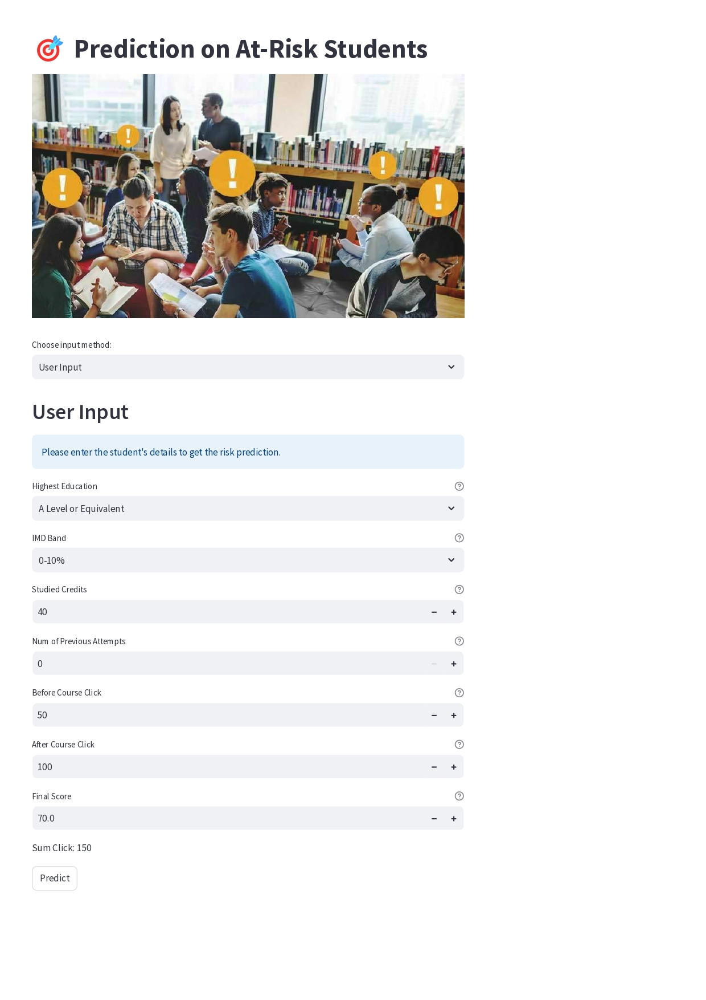 Prediction on At-Risk Students
!
!
!
!
!
Choose input method:
User Input
User Input
Please enter the student's details to get the risk prediction.
Highest Education
A Level or Equivalent
IMD Band
0-10%
Studied Credits
40
Num of Previous Attempts
0
Before Course Click
50
After Course Click
100
Final Score
70.0
Sum Click: 150
Predict